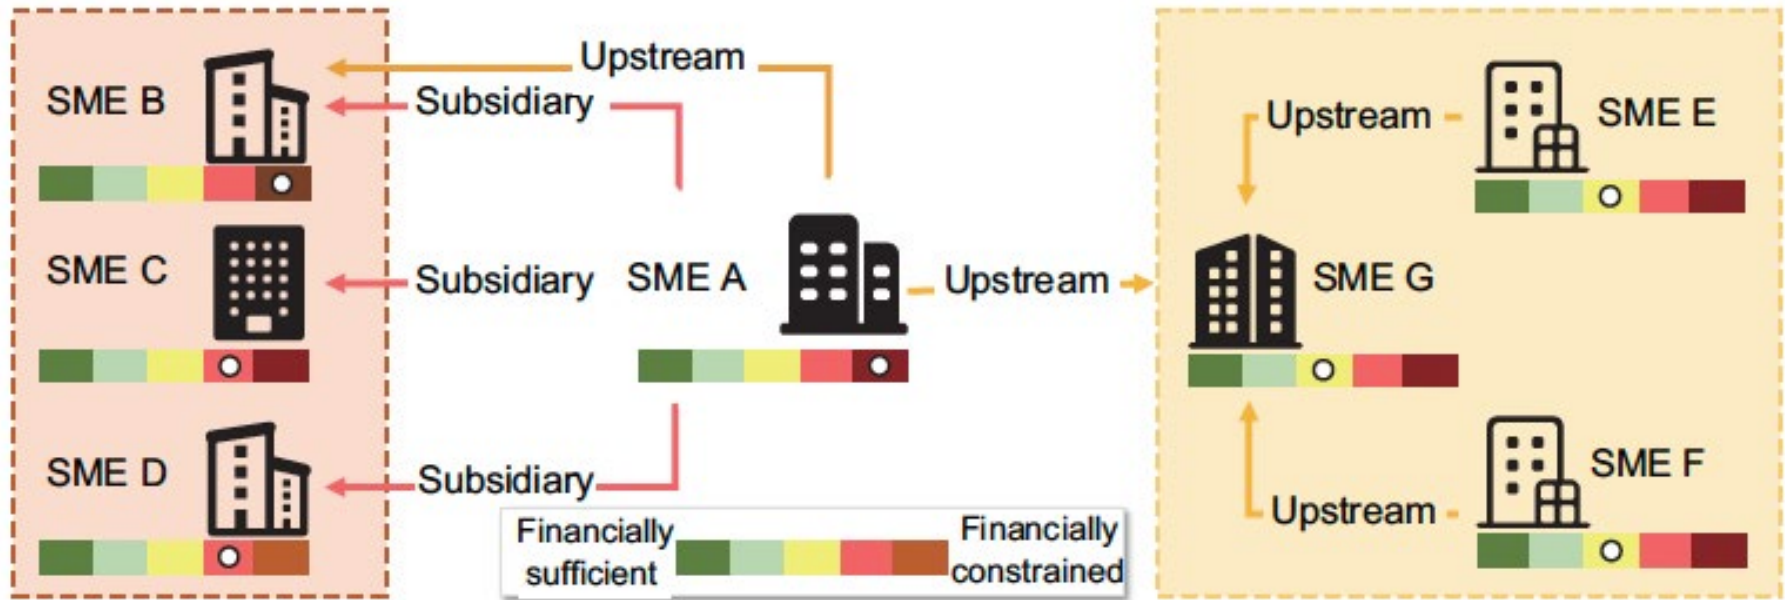 Upstream
SME B
Subsidiary
Upstream
SME E
SME C
Subsidiary
SME A
Upstream
SME G
SME D
Subsidiary
SME F
Upstream
Financially
sufficient
Financially
constrained